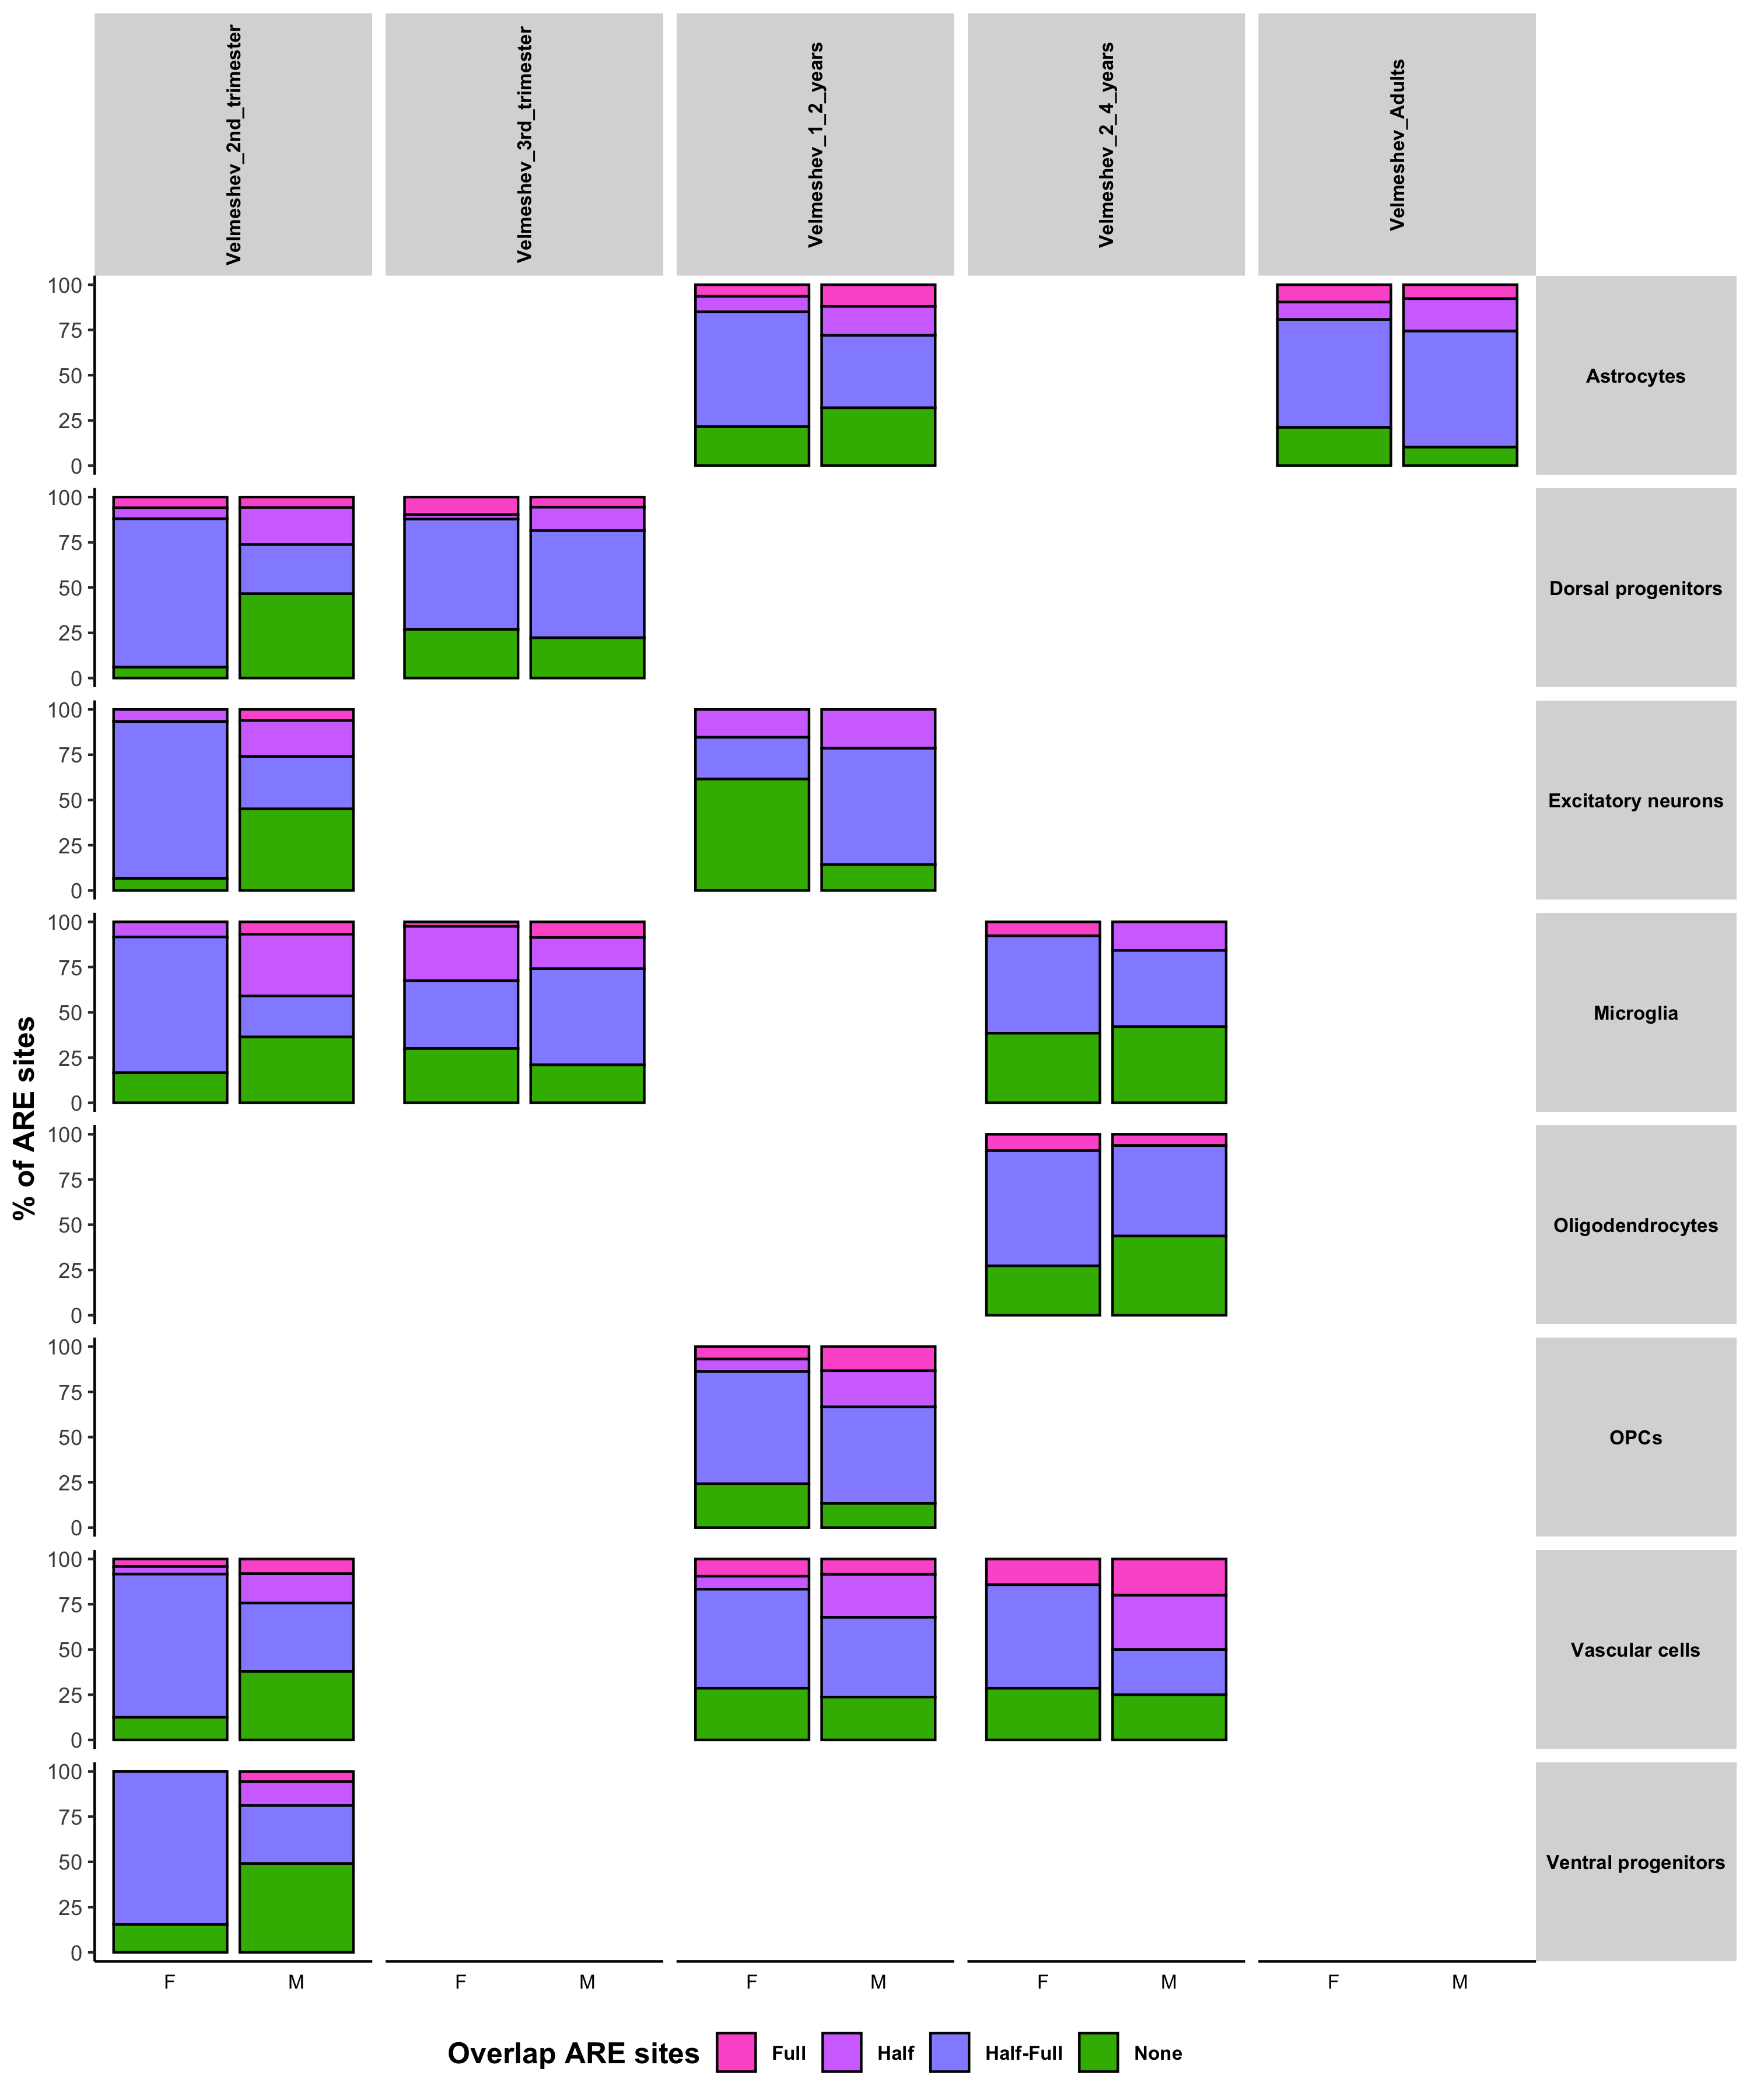 Velmeshev_2nd_trimester
Velmeshev_3rd_trimester
Velmeshev_1_2_years
Velmeshev_2_4_years
Velmeshev_Adults
% of ARE sites
100
75
50
25
0
Astrocytes
100
75
50
25
0
Dorsal progenitors
100
75
50
25
0
Excitatory neurons
100
75
50
25
0
Microglia
100
75
50
25
0
Oligodendrocytes
100
75
50
25
0
OPCs
100
75
50
25
0
Vascular cells
100
75
50
25
0
Ventral progenitors
F M F M F M F M F M
Overlap ARE sites Full Half Half-Full None